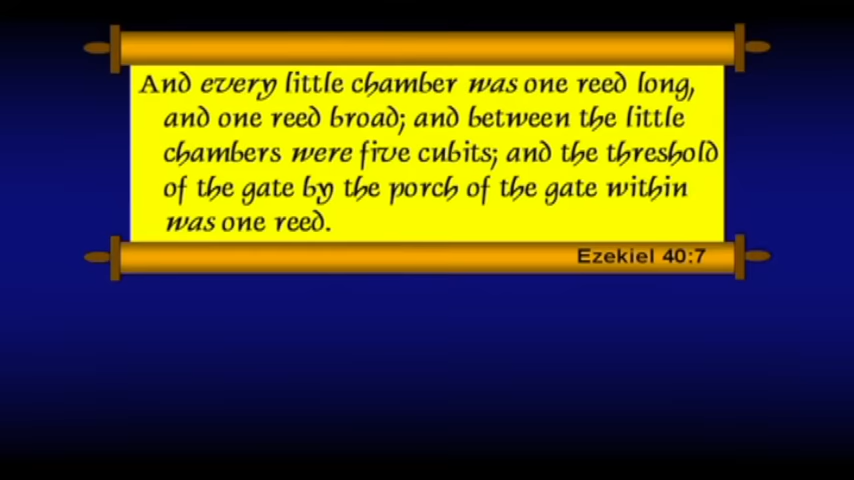 And every little chamber was one reed long,
and one reed broad; and between the little
chambers were five cubits; and the threshold
of the gate by the porch of the gate within
was one reed.
Ezekiel 40:7